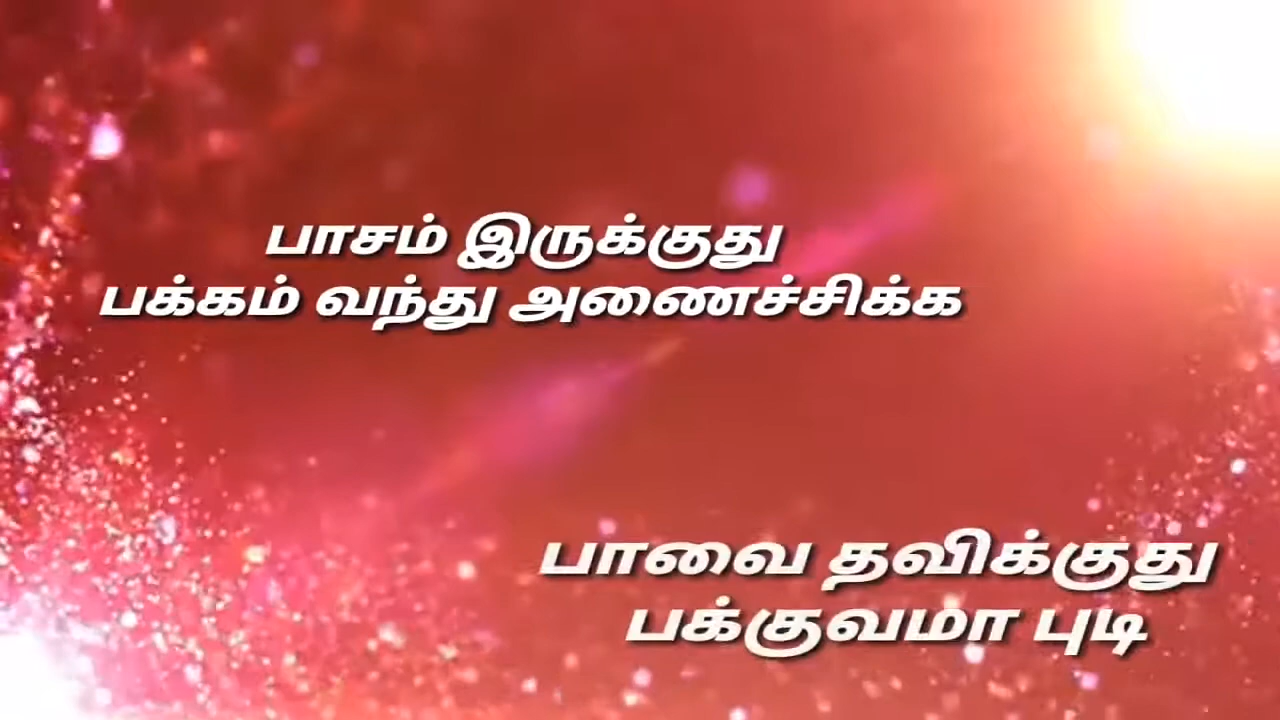 பாசம் இருக்குது
பக்கம் வந்து அணைச்சிக்க
பாவை தவிக்குது
பக்குவமா புடி